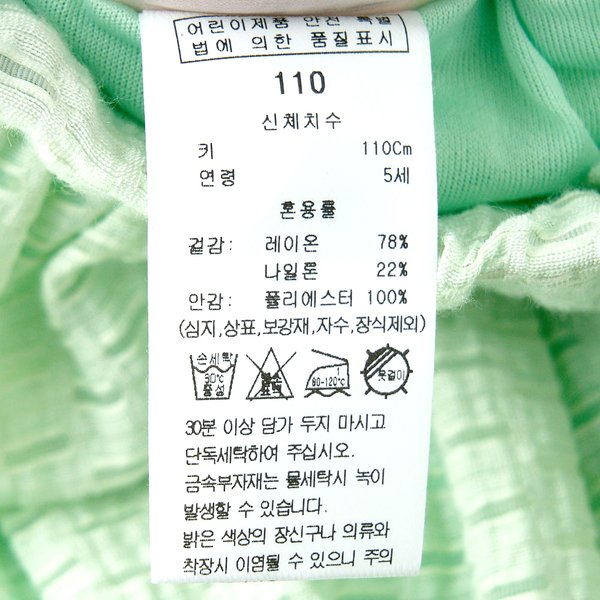 어린이제품 안전 특별
법에 의한 품질표시
110
신체치수
키 110Cm
연령 5세
혼용률
겉감: 레이온 78%
나일론 22%
안감: 폴리에스터 100%
(심지,상표,보강재,자수,장식제외)
손세탁 30℃ 중성
염소 표백
80-120℃
옷걸이
30분 이상 담가 두지 마시고
단독세탁하여 주십시오.
금속부자재는 물세탁시 녹이
발생할 수 있습니다.
밝은 색상의 장신구나 의류와
착장시 이염될 수 있으니 주의